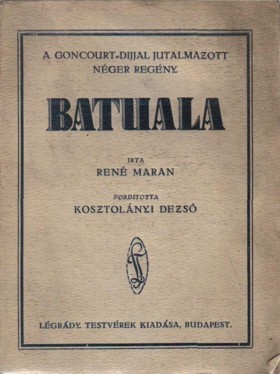 A GONCOURT-DIJJAL JUTALMAZOTT
NÉGER REGÉNY.
BATUALA
IRTA
RENÉ MARAN
FORDITOTTA
KOSZTOLÁNYI DEZSŐ
LÉGRÁDY TESTVÉREK KIADÁSA, BUDAPEST.